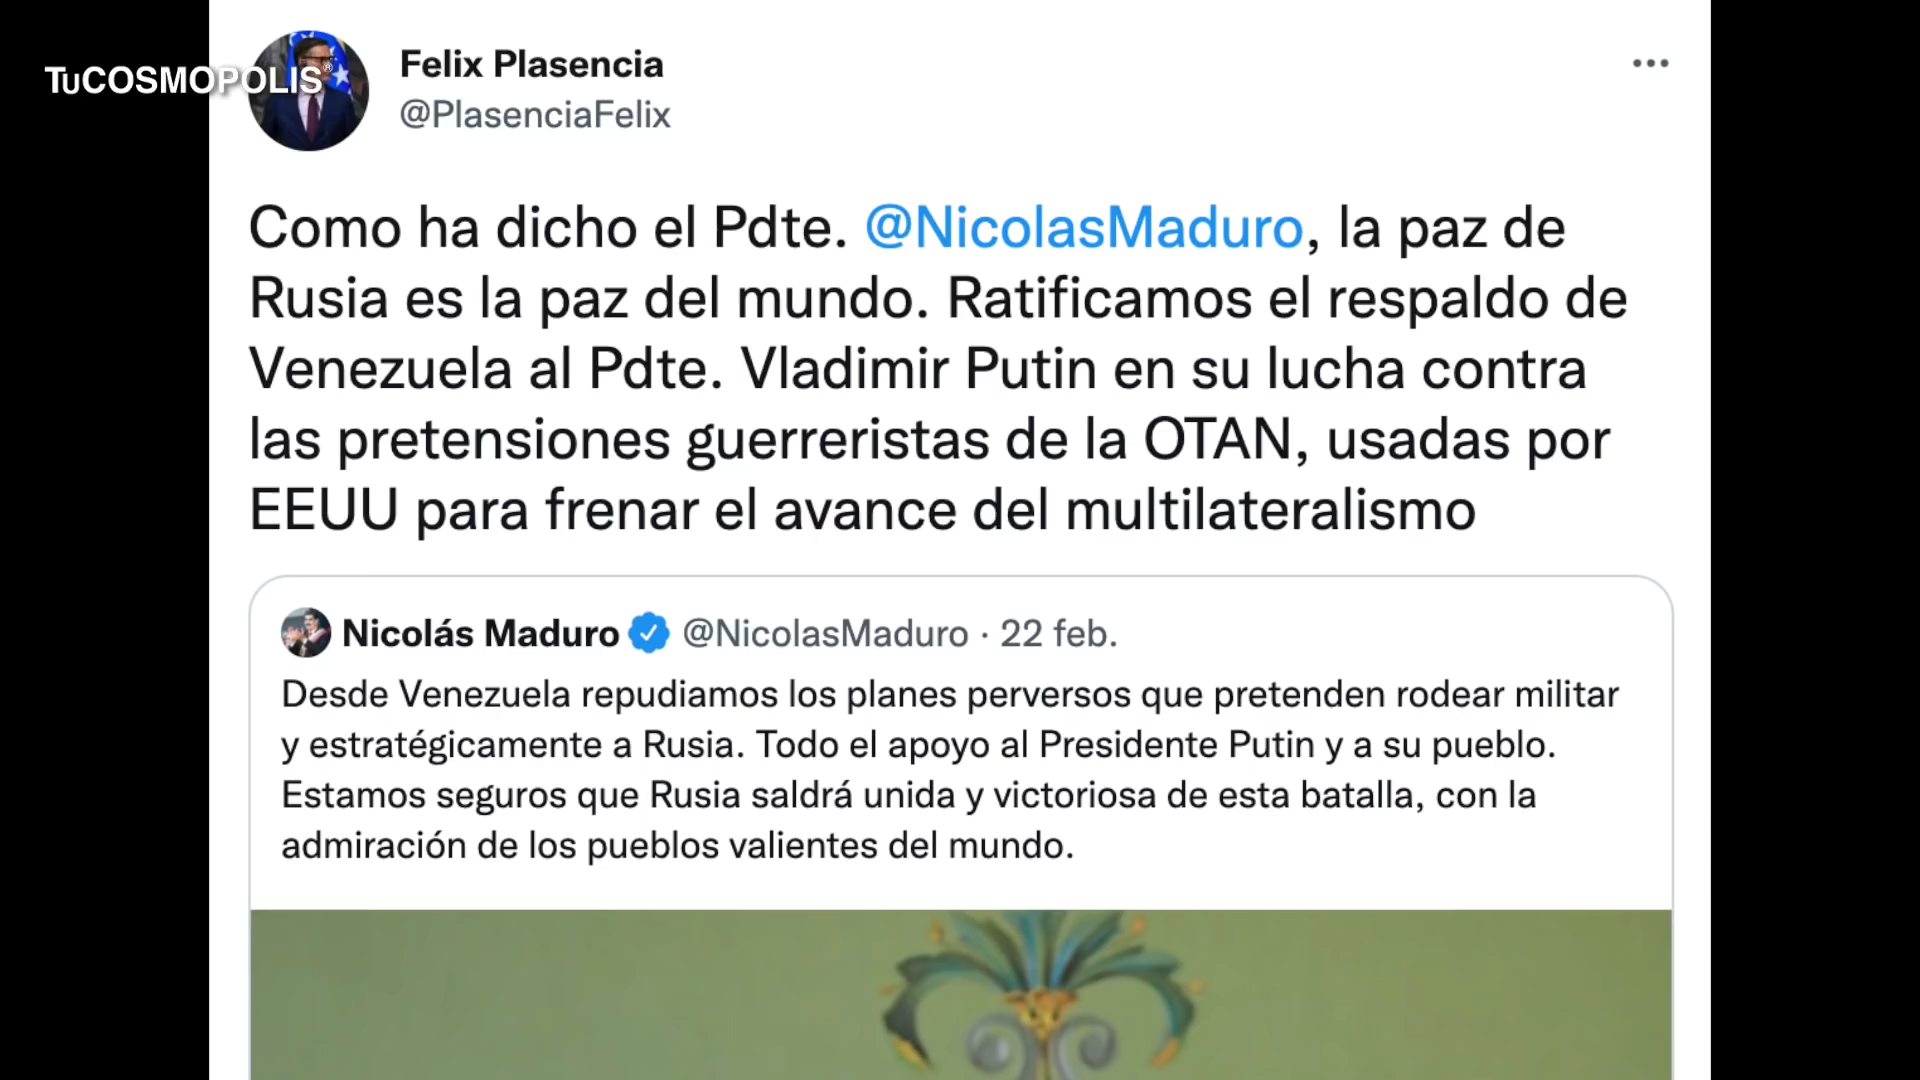 TuCOSMOPOLIS®
Felix Plasencia
@PlasenciaFelix
Como ha dicho el Pdte. @NicolasMaduro, la paz de
Rusia es la paz del mundo. Ratificamos el respaldo de
Venezuela al Pdte. Vladimir Putin en su lucha contra
las pretensiones guerreristas de la OTAN, usadas por
EEUU para frenar el avance del multilateralismo
Nicolás Maduro @NicolasMaduro · 22 feb.
Desde Venezuela repudiamos los planes perversos que pretenden rodear militar
y estratégicamente a Rusia. Todo el apoyo al Presidente Putin y a su pueblo.
Estamos seguros que Rusia saldrá unida y victoriosa de esta batalla, con la
admiración de los pueblos valientes del mundo.